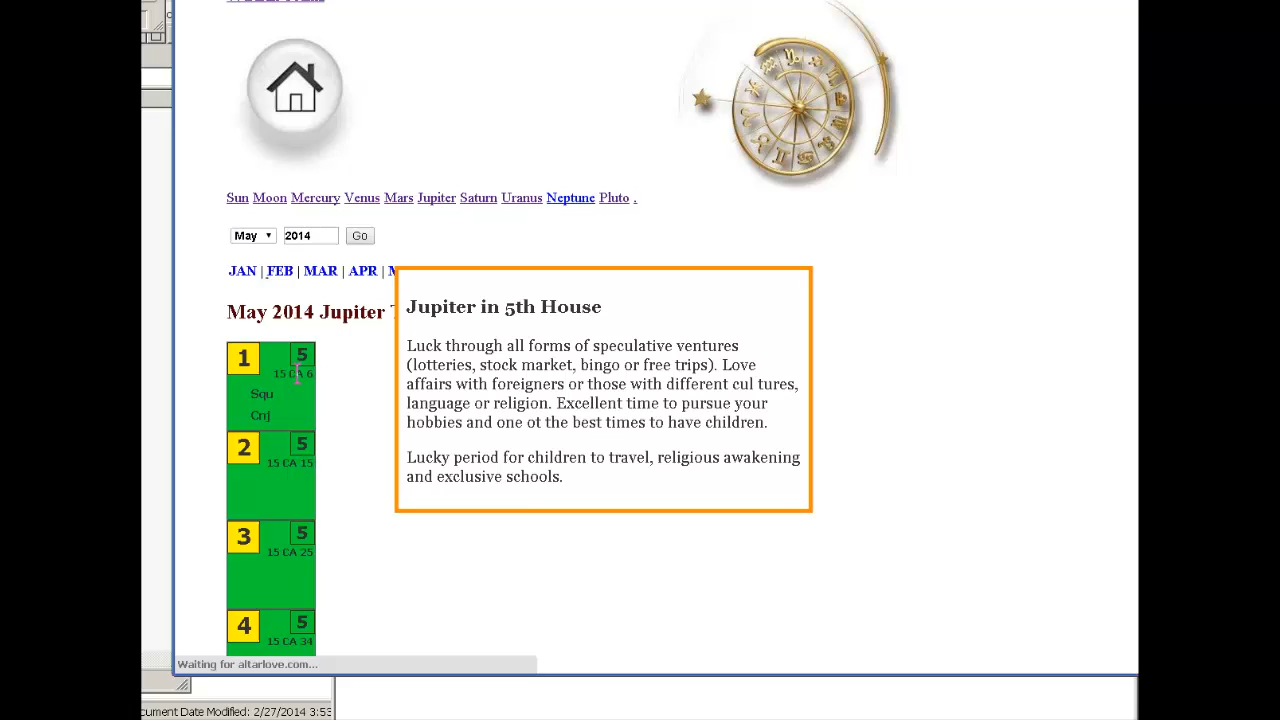 Sun Moon Mercury Venus Mars Jupiter Saturn Uranus Neptune Pluto .
May 2014 Go
JAN | FEB | MAR | APR | M
May 2014 Jupiter T
Jupiter in 5th House
Luck through all forms of speculative ventures
(lotteries, stock market, bingo or free trips). Love
affairs with foreigners or those with different cul tures,
language or religion. Excellent time to pursue your
hobbies and one ot the best times to have children.
Lucky period for children to travel, religious awakening
and exclusive schools.
1 5
15 CA 6
Squ
Cnj
2 5
15 CA 15
3 5
15 CA 25
4 5
15 CA 34
Waiting for altarlove.com...
cument Date Modified: 2/27/2014 3:53